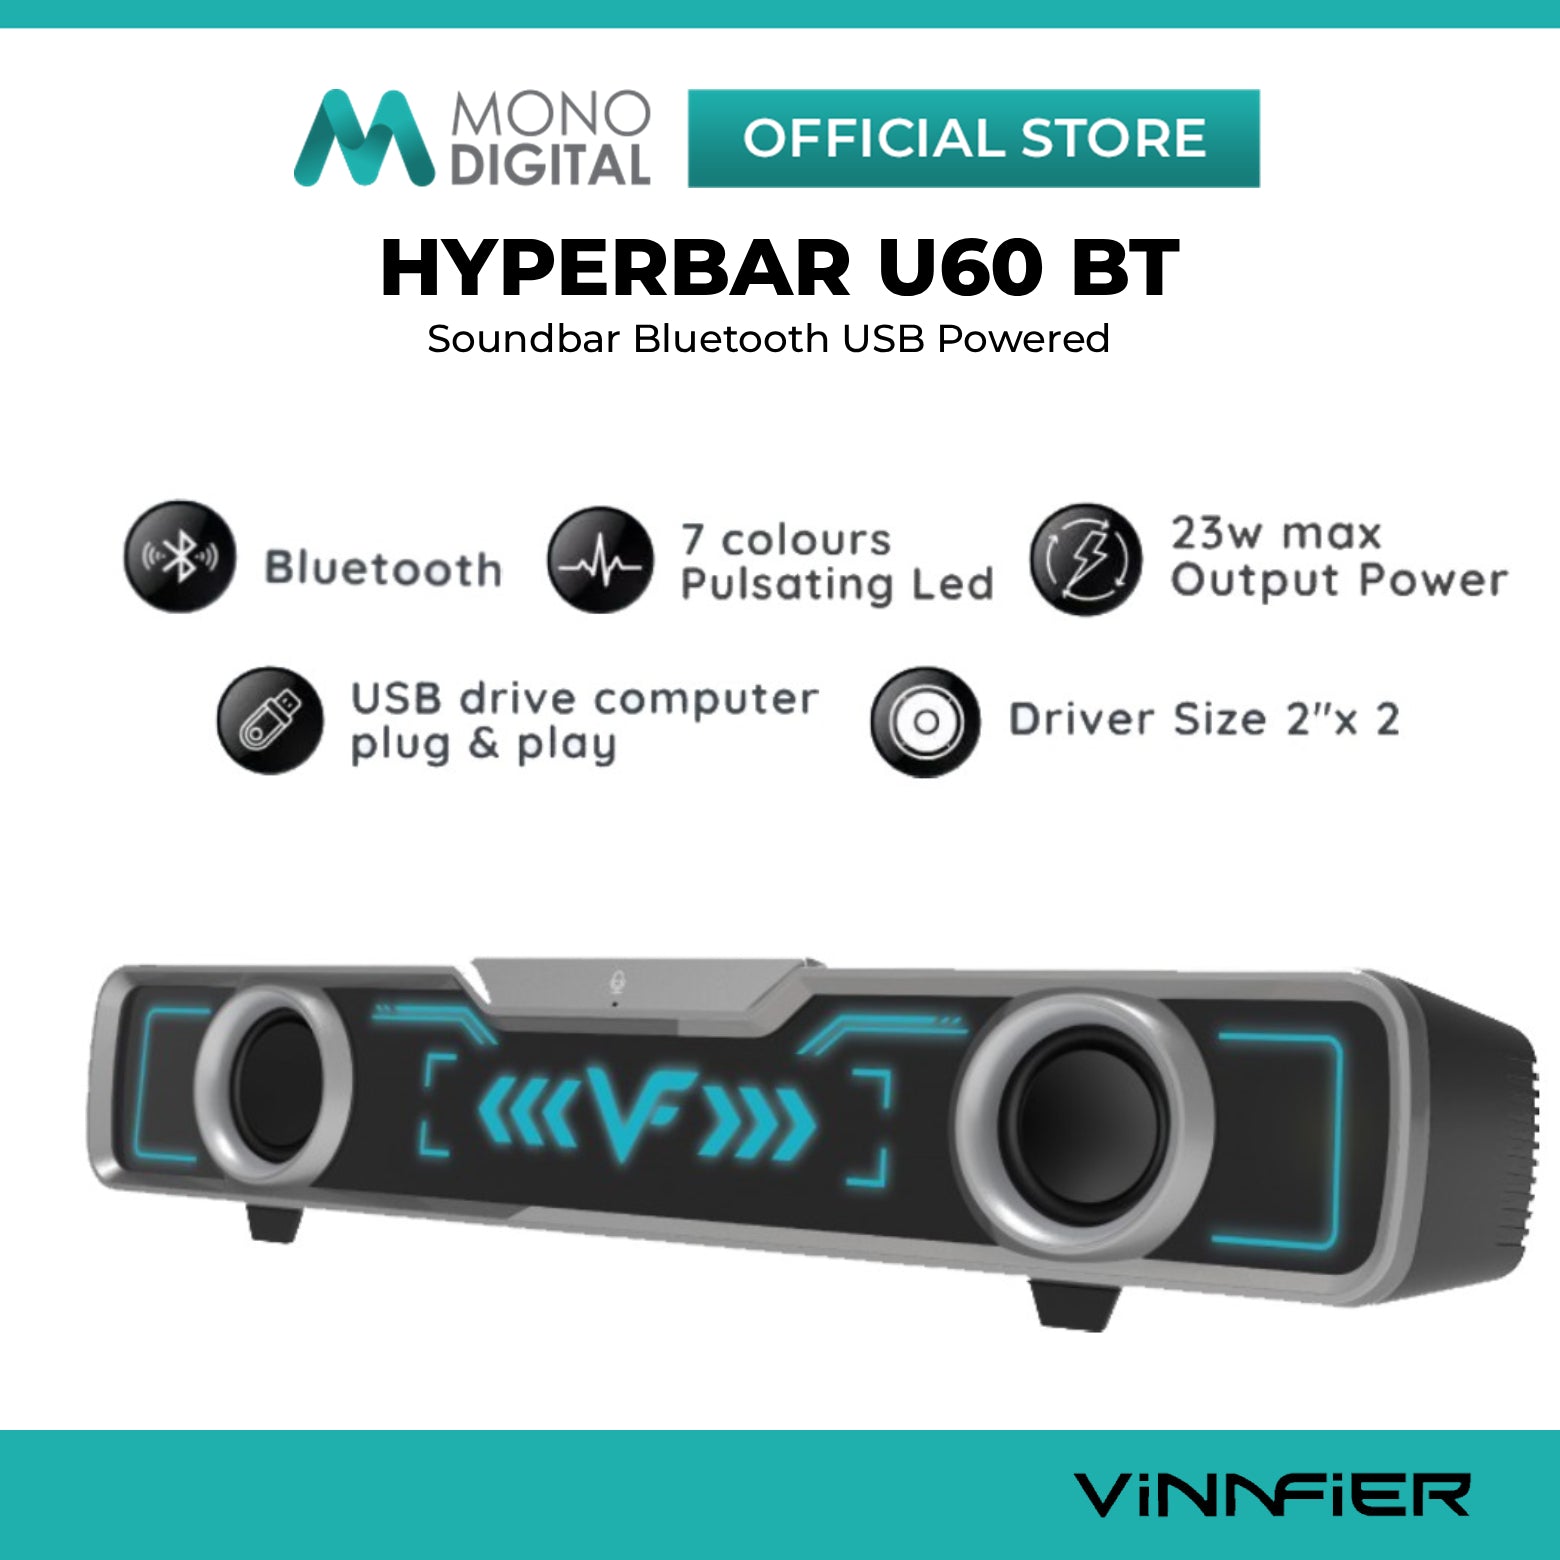 MONO
DIGITAL
OFFICIAL STORE
HYPERBAR U60 BT
Soundbar Bluetooth USB Powered
Bluetooth
7 colours
Pulsating Led
23w max
Output Power
USB drive computer
plug & play
Driver Size 2"x 2
VF
ViNNFiER